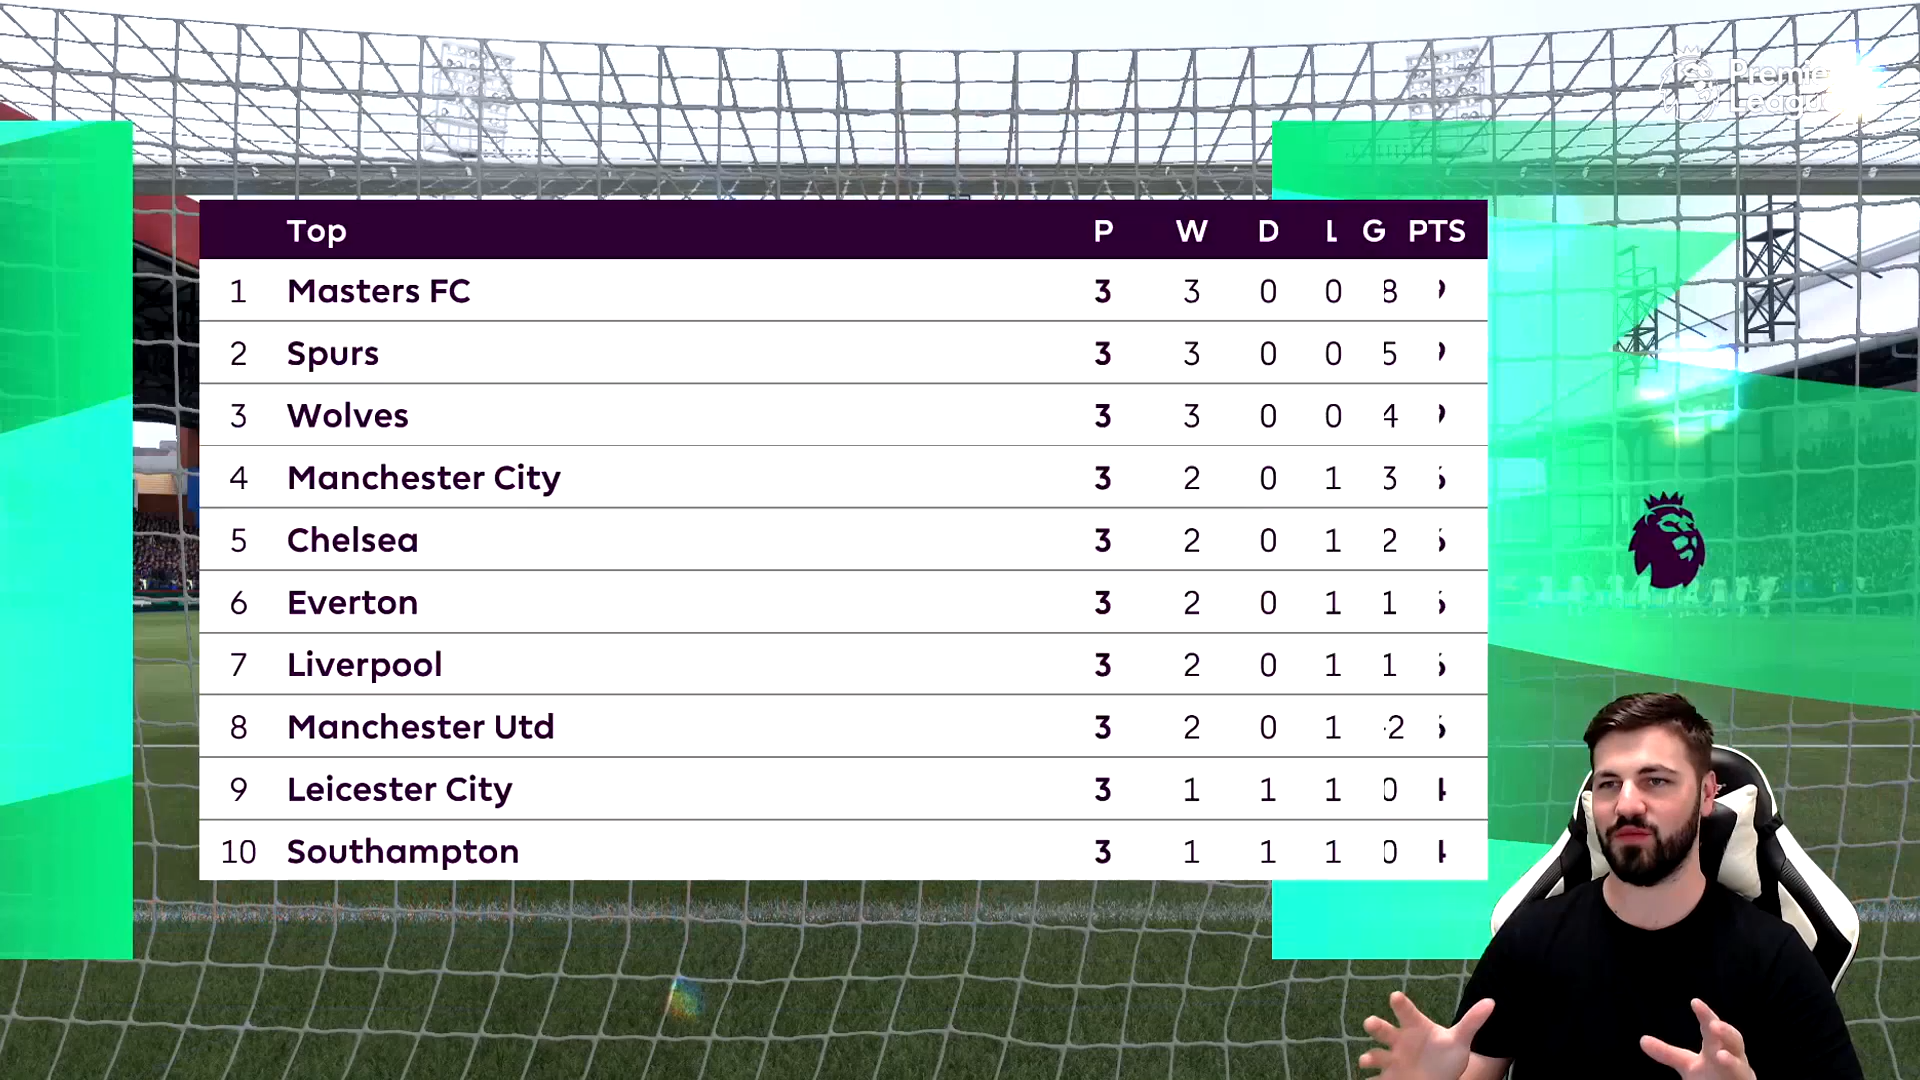 Premier
League
Top P W D L G PTS
1 Masters FC 3 3 0 0 8
2 Spurs 3 3 0 0 5
3 Wolves 3 3 0 0 4
4 Manchester City 3 2 0 1 3
5 Chelsea 3 2 0 1 2
6 Everton 3 2 0 1 1
7 Liverpool 3 2 0 1 1
8 Manchester Utd 3 2 0 1 -2
9 Leicester City 3 1 1 1 0
10 Southampton 3 1 1 1 0